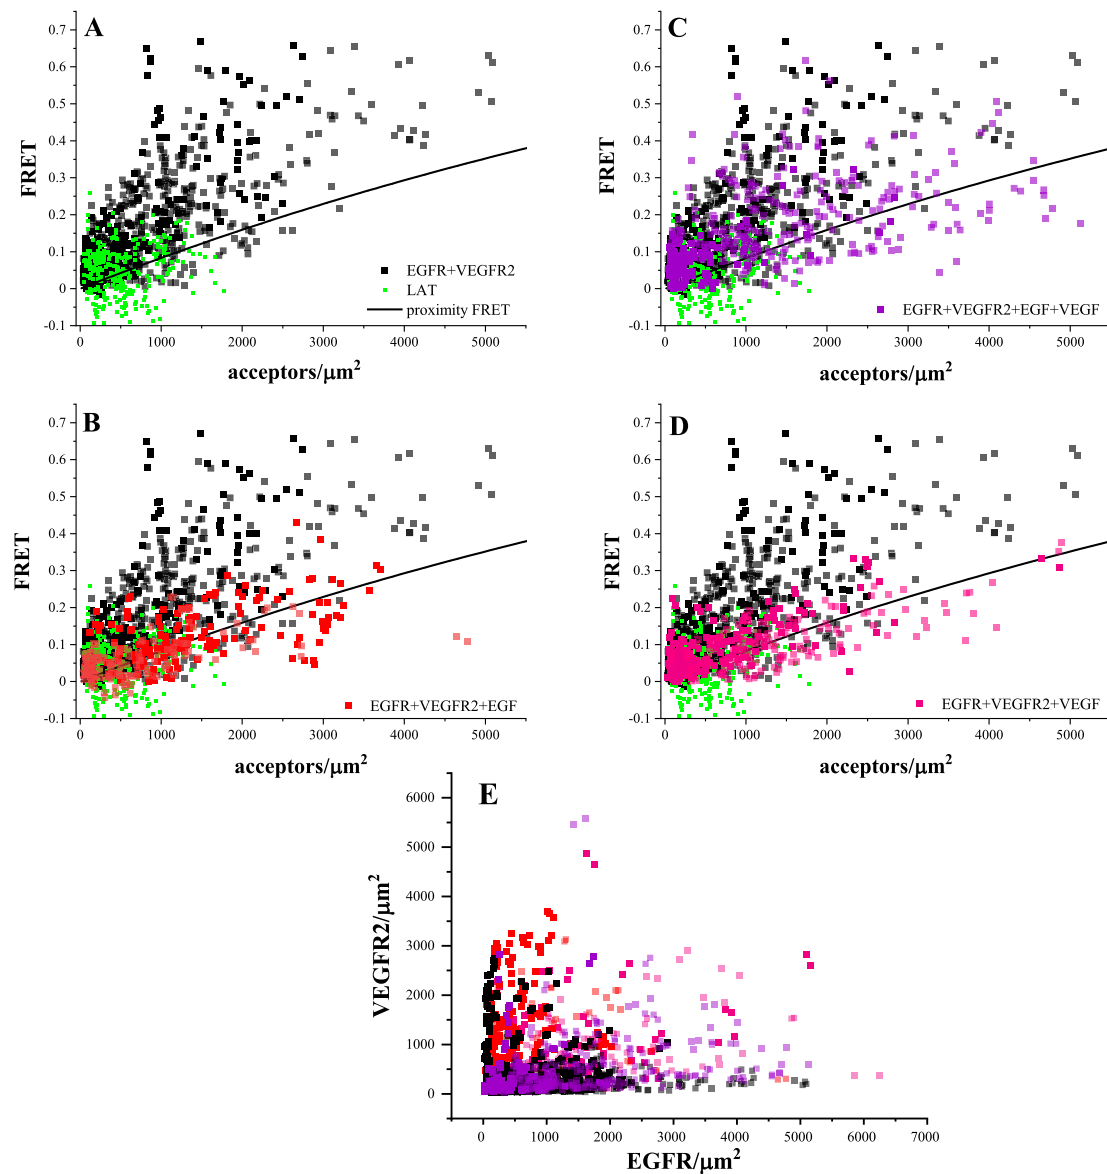 A
0.7
0.6
0.5
0.4
0.3
0.2
0.1
0
-0.1
FRET
EGFR+VEGFR2
LAT
proximity FRET
0 1000 2000 3000 4000 5000
acceptors/μm²
C
0.7
0.6
0.5
0.4
0.3
0.2
0.1
0
-0.1
FRET
EGFR+VEGFR2+EGF+VEGF
0 1000 2000 3000 4000 5000
acceptors/μm²
B
0.7
0.6
0.5
0.4
0.3
0.2
0.1
0
-0.1
FRET
EGFR+VEGFR2+EGF
0 1000 2000 3000 4000 5000
acceptors/μm²
D
0.7
0.6
0.5
0.4
0.3
0.2
0.1
0
-0.1
FRET
EGFR+VEGFR2+VEGF
0 1000 2000 3000 4000 5000
acceptors/μm²
E
6000
5000
4000
3000
2000
1000
0
VEGFR2/μm²
0 1000 2000 3000 4000 5000 6000 7000
EGFR/μm²